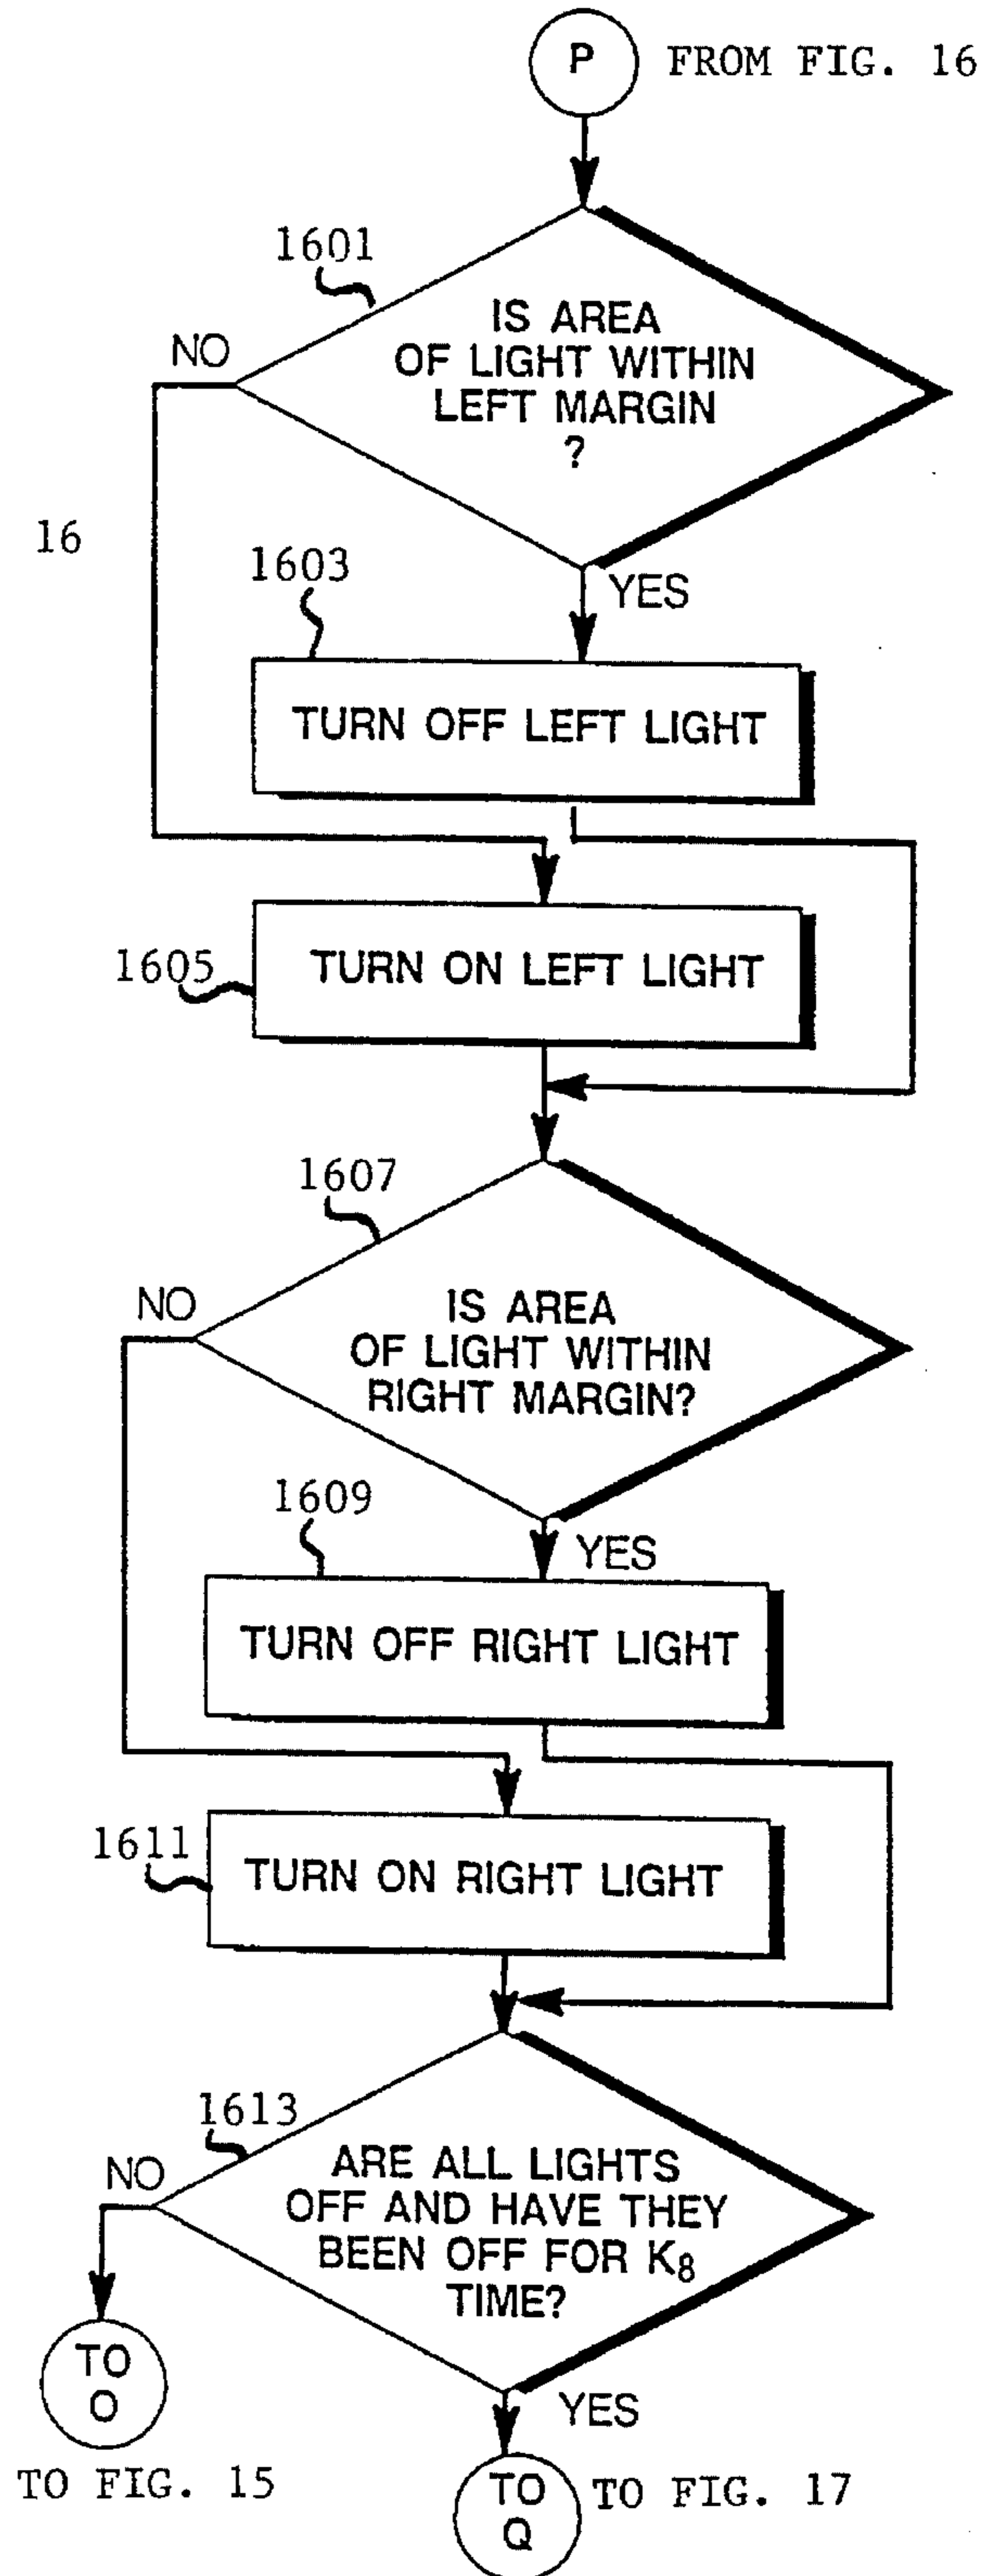 P
FROM FIG. 16
1601
NO
IS AREA
OF LIGHT WITHIN
LEFT MARGIN
?
16
1603
YES
TURN OFF LEFT LIGHT
1605
TURN ON LEFT LIGHT
1607
NO
IS AREA
OF LIGHT WITHIN
RIGHT MARGIN?
1609
YES
TURN OFF RIGHT LIGHT
1611
TURN ON RIGHT LIGHT
1613
NO
ARE ALL LIGHTS
OFF AND HAVE THEY
BEEN OFF FOR K8
TIME?
TO
O
YES
TO FIG. 15
TO
Q
TO FIG. 17